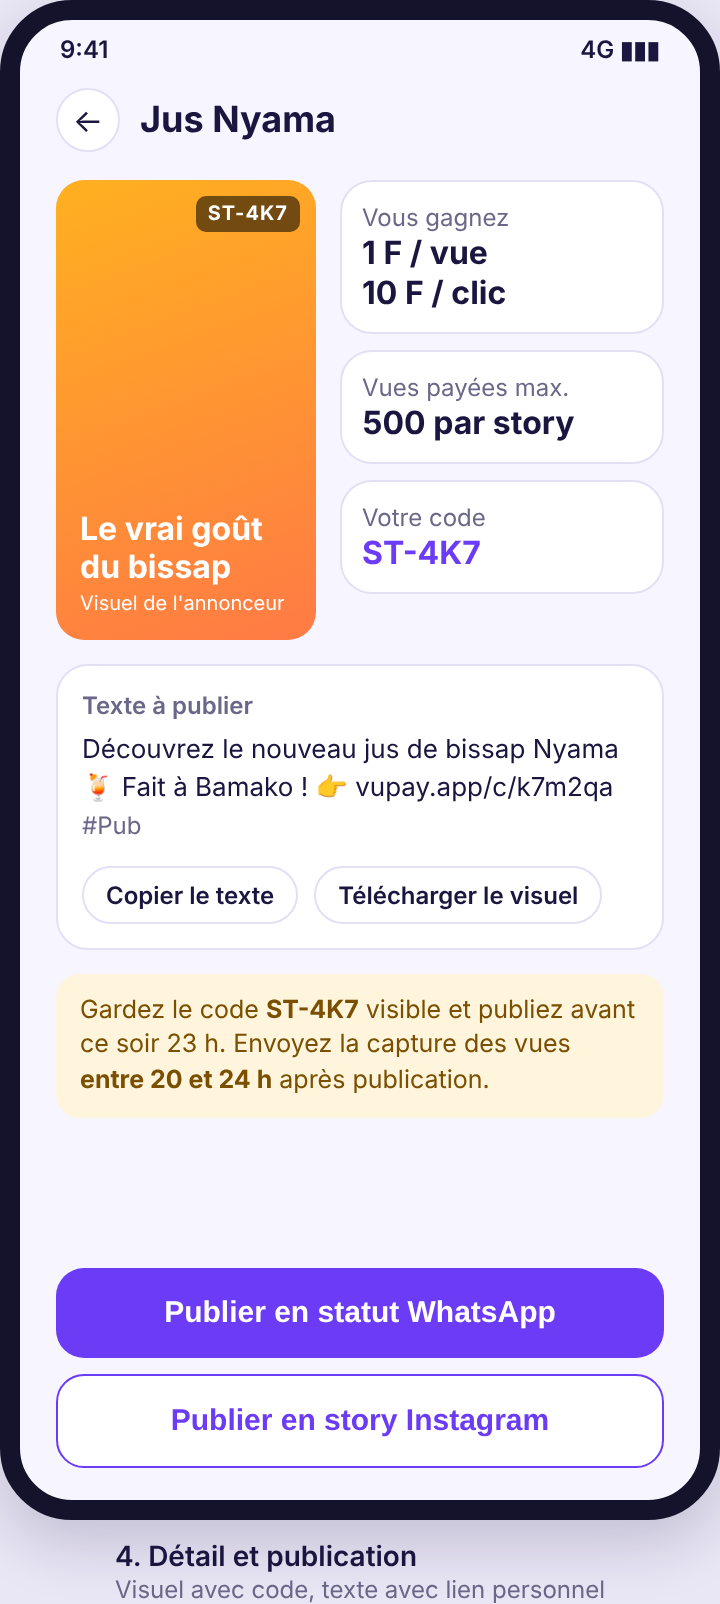 9:41
4G
←
Jus Nyama
ST-4K7
Le vrai goût
du bissap
Visuel de l'annonceur
Vous gagnez
1 F / vue
10 F / clic
Vues payées max.
500 par story
Votre code
ST-4K7
Texte à publier
Découvrez le nouveau jus de bissap Nyama
🍹 Fait à Bamako ! 👉 vupay.app/c/k7m2qa
#Pub
Copier le texte
Télécharger le visuel
Gardez le code ST-4K7 visible et publiez avant
ce soir 23 h. Envoyez la capture des vues
entre 20 et 24 h après publication.
Publier en statut WhatsApp
Publier en story Instagram
4. Détail et publication
Visuel avec code, texte avec lien personnel